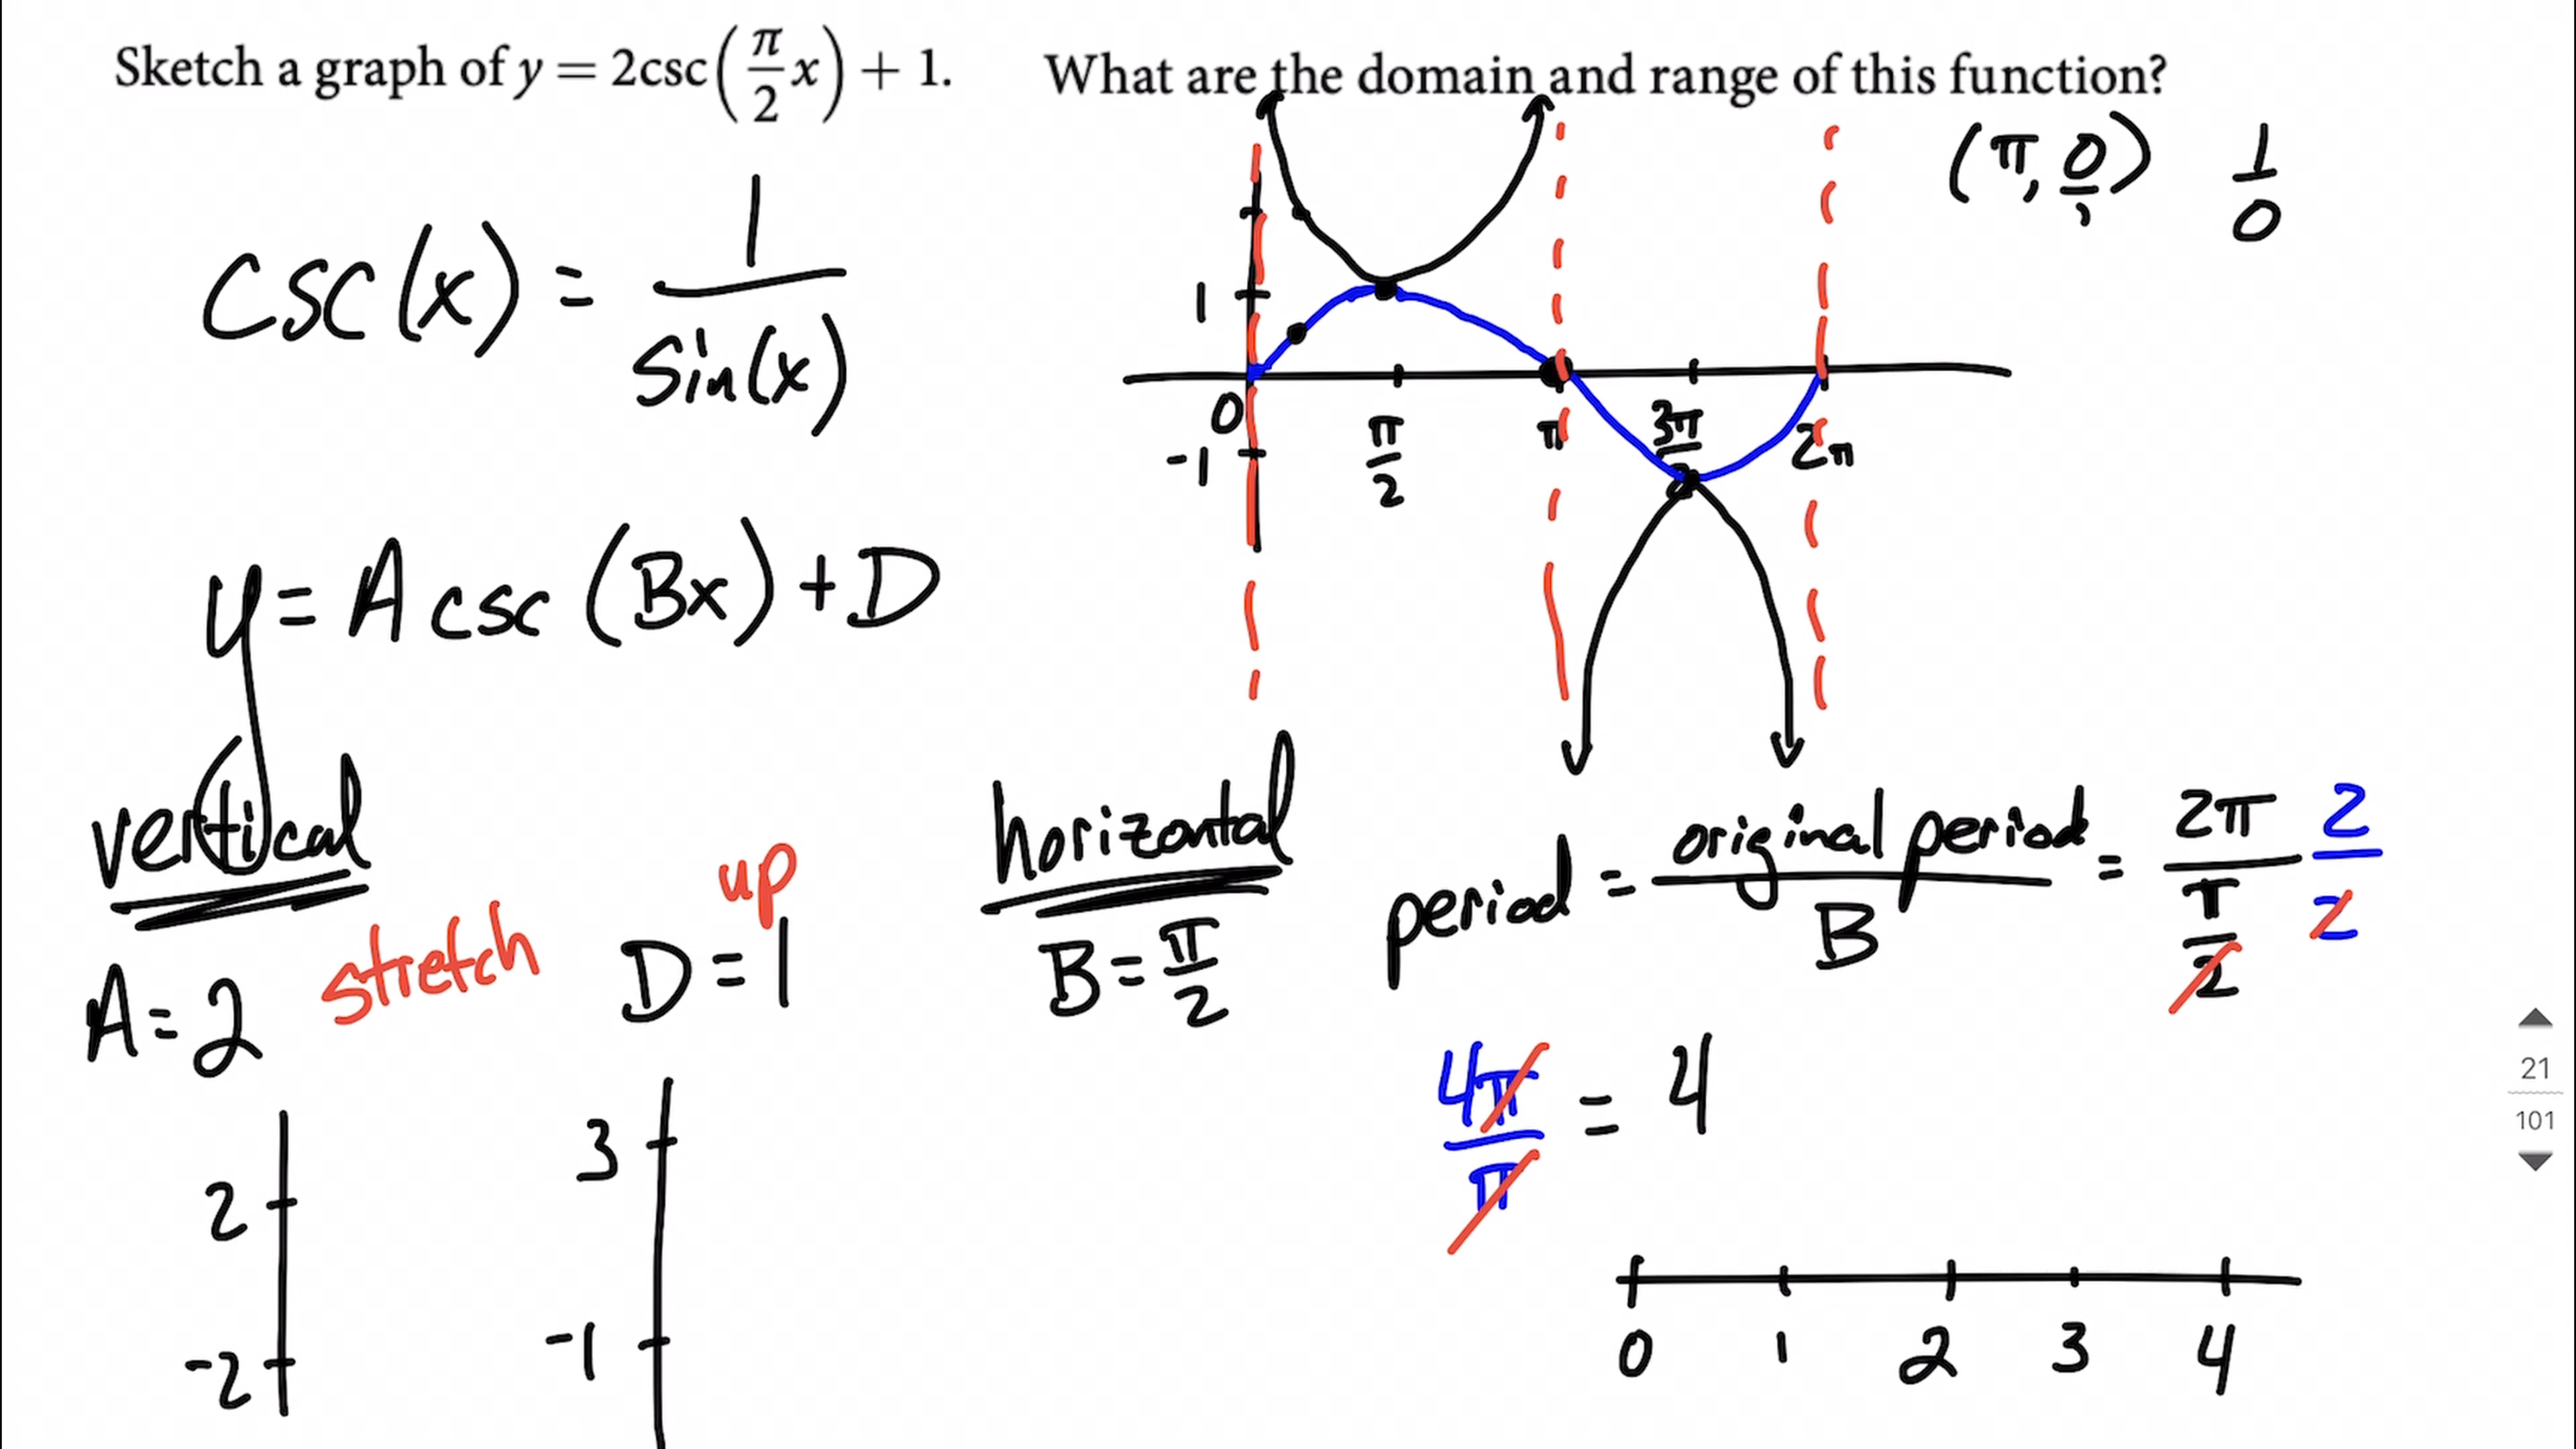 Sketch a graph of y = 2csc(π/2 x) + 1. What are the domain and range of this function?
(π, 0) 1/0
csc(x) = 1/sin(x)
1
0
-1
π/2 π 3π/2 2π
y = A csc (Bx) + D
vertical
A = 2 stretch D = 1 up
horizontal
B = π/2
period = original period/B = 2π/(π/2) 2/2
4π/π = 4
2
-2
3
-1
0 1 2 3 4
21
101